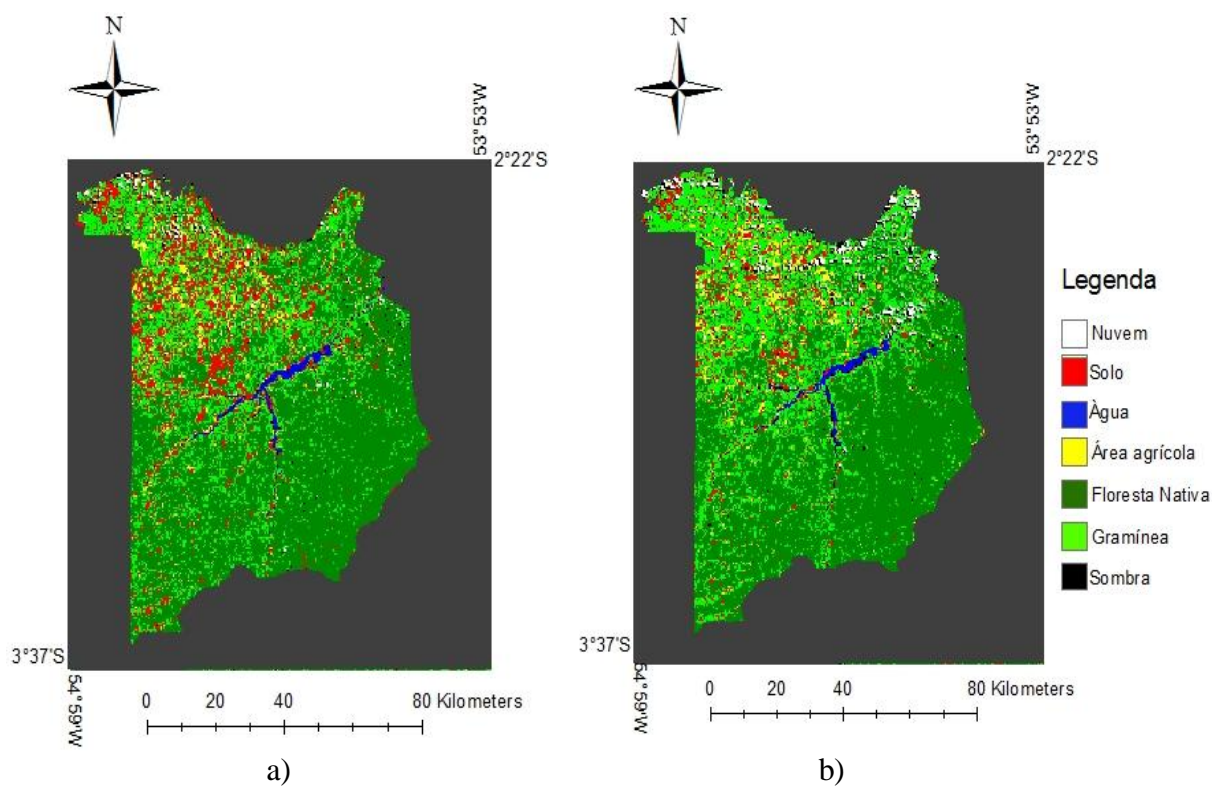 N
53°53'W
2°22'S
3°37'S
54°59'W
0 20 40 80 Kilometers
a)
N
53°53'W
2°22'S
54°59'W
0 20 40 80 Kilometers
b)
Legenda
Nuvem
Solo
Àgua
Área agrícola
Floresta Nativa
Gramínea
Sombra
3°37'S